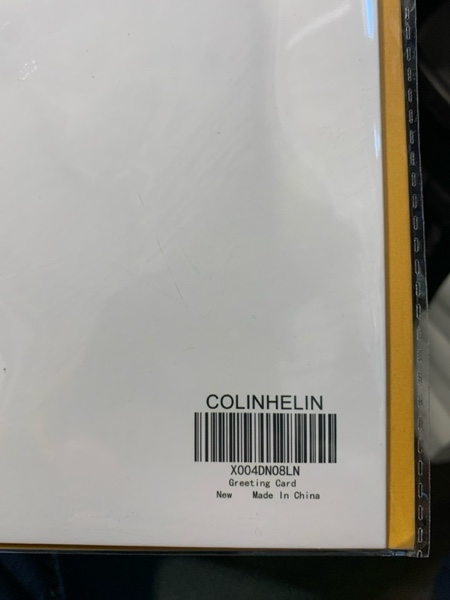 COLINHELIN
X004DN08LN
Greeting Card
New Made In China